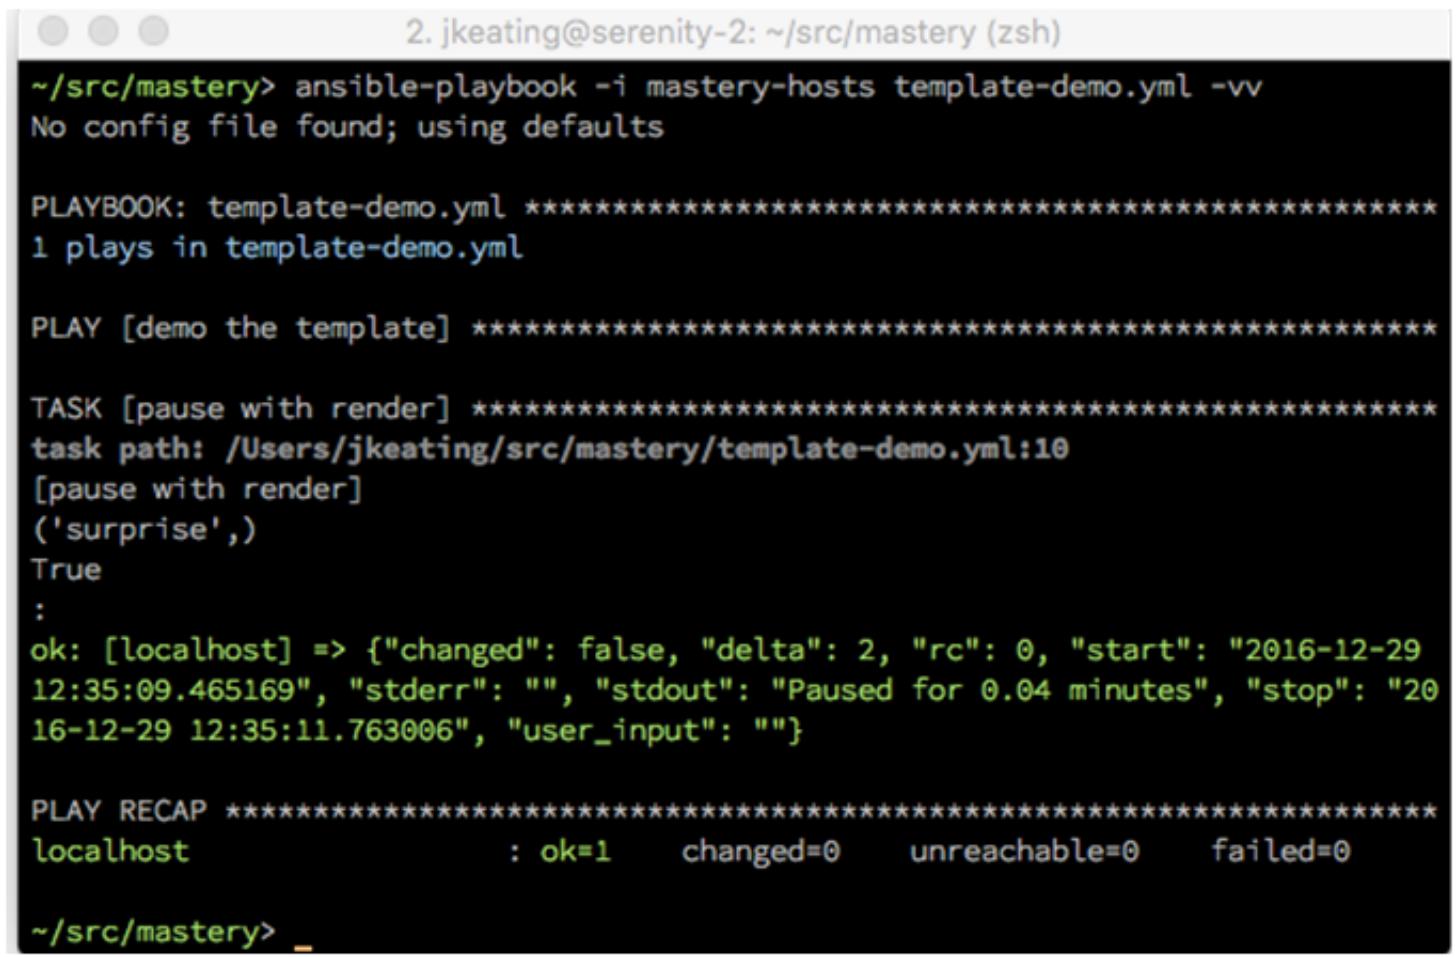 2. jkeating@serenity-2: ~/src/mastery (zsh)
~/src/mastery> ansible-playbook -i mastery-hosts template-demo.yml -vv
No config file found; using defaults
PLAYBOOK: template-demo.yml ****************************************************
1 plays in template-demo.yml
PLAY [demo the template] *******************************************************
TASK [pause with render] *******************************************************
task path: /Users/jkeating/src/mastery/template-demo.yml:10
[pause with render]
('surprise',)
True
:
ok: [localhost] => {"changed": false, "delta": 2, "rc": 0, "start": "2016-12-29
12:35:09.465169", "stderr": "", "stdout": "Paused for 0.04 minutes", "stop": "20
16-12-29 12:35:11.763006", "user_input": ""}
PLAY RECAP *********************************************************************
localhost                  : ok=1    changed=0    unreachable=0    failed=0
~/src/mastery> _